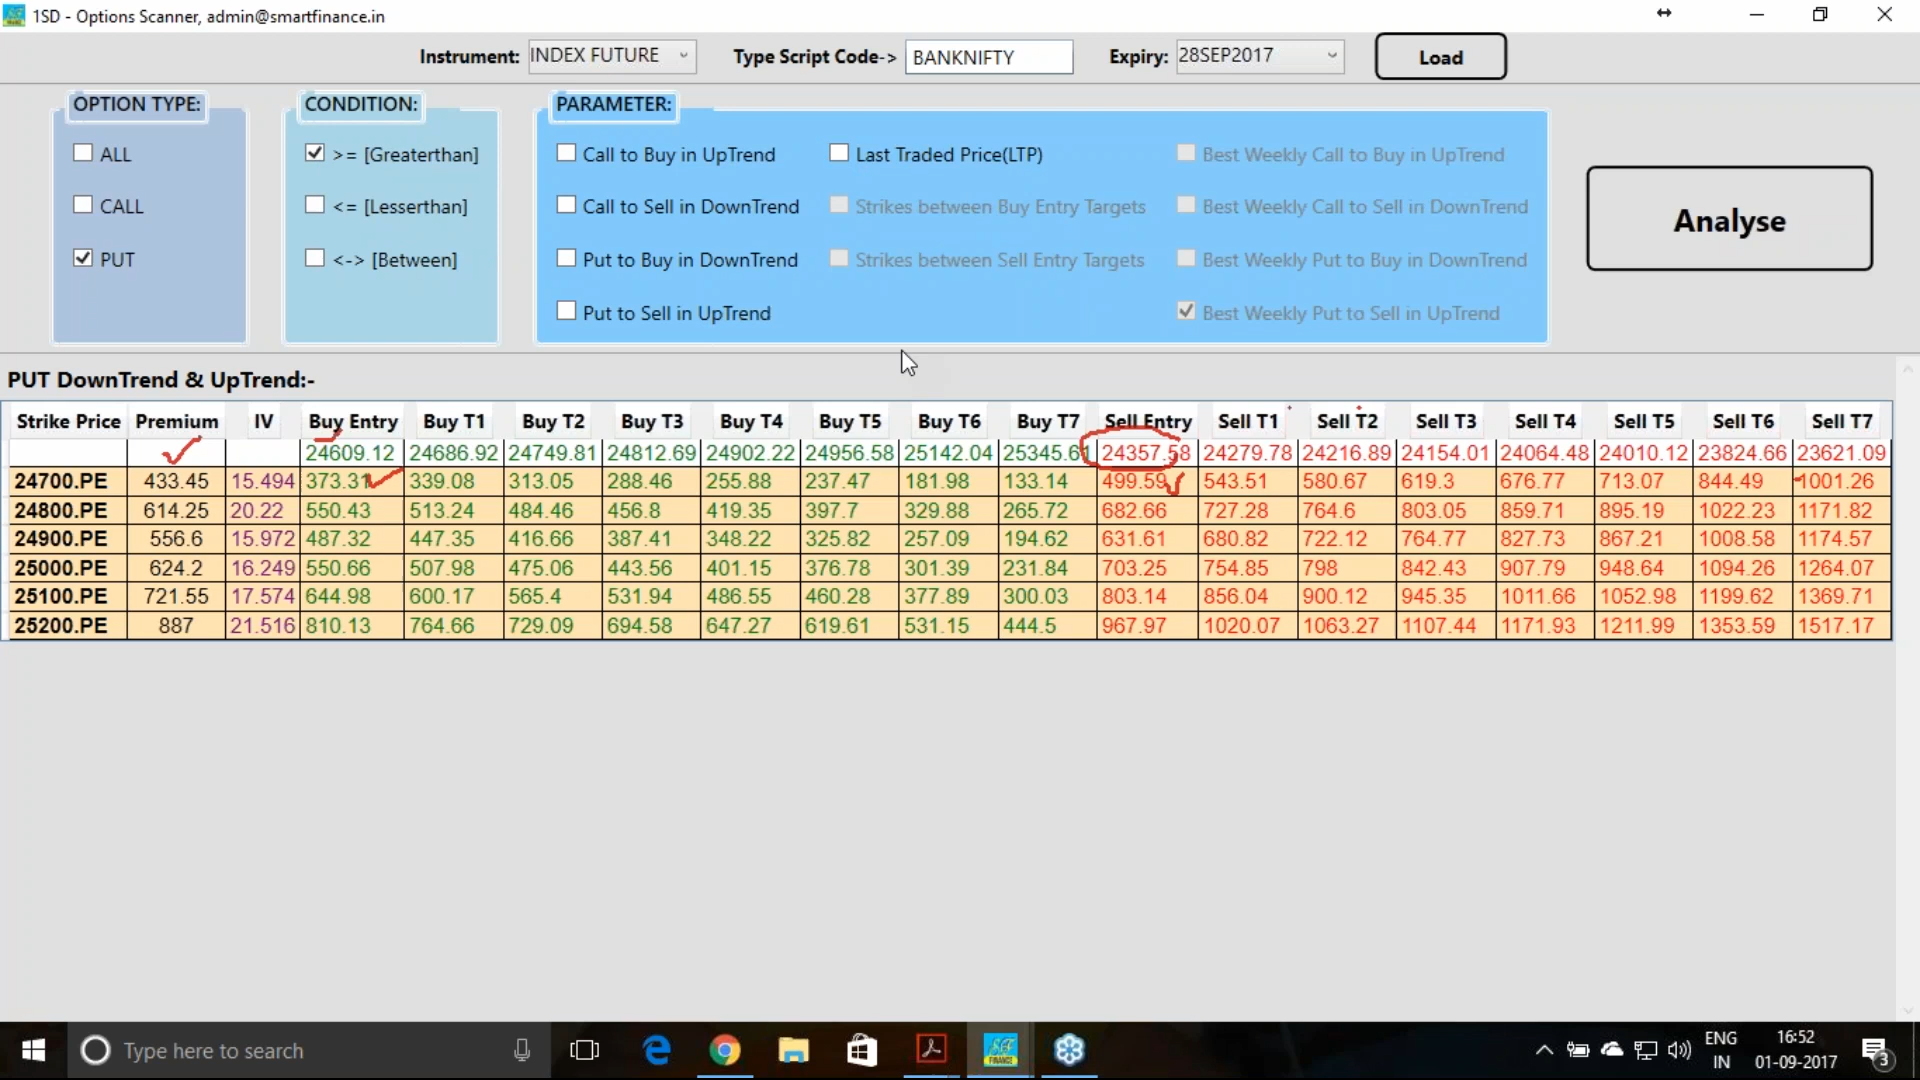 1SD - Options Scanner, admin@smartfinance.in
Instrument: INDEX FUTURE Type Script Code-> BANKNIFTY Expiry: 28SEP2017 Load
OPTION TYPE: CONDITION: PARAMETER:
ALL >= [Greaterthan] Call to Buy in UpTrend Last Traded Price(LTP) Best Weekly Call to Buy in UpTrend
CALL <= [Lesserthan] Call to Sell in DownTrend Strikes between Buy Entry Targets Best Weekly Call to Sell in DownTrend
Analyse
PUT <-> [Between] Put to Buy in DownTrend Strikes between Sell Entry Targets Best Weekly Put to Buy in DownTrend
Put to Sell in UpTrend Best Weekly Put to Sell in UpTrend
PUT DownTrend & UpTrend:-
Strike Price Premium IV Buy Entry Buy T1 Buy T2 Buy T3 Buy T4 Buy T5 Buy T6 Buy T7 Sell Entry Sell T1 Sell T2 Sell T3 Sell T4 Sell T5 Sell T6 Sell T7
24609.12 24686.92 24749.81 24812.69 24902.22 24956.58 25142.04 25345.61 24357.58 24279.78 24216.89 24154.01 24064.48 24010.12 23824.66 23621.09
24700.PE 433.45 15.494 373.31 339.08 313.05 288.46 255.88 237.47 181.98 133.14 499.59 543.51 580.67 619.3 676.77 713.07 844.49 1001.26
24800.PE 614.25 20.22 550.43 513.24 484.46 456.8 419.35 397.7 329.88 265.72 682.66 727.28 764.6 803.05 859.71 895.19 1022.23 1171.82
24900.PE 556.6 15.972 487.32 447.35 416.66 387.41 348.22 325.82 257.09 194.62 631.61 680.82 722.12 764.77 827.73 867.21 1008.58 1174.57
25000.PE 624.2 16.249 550.66 507.98 475.06 443.56 401.15 376.78 301.39 231.84 703.25 754.85 798 842.43 907.79 948.64 1094.26 1264.07
25100.PE 721.55 17.574 644.98 600.17 565.4 531.94 486.55 460.28 377.89 300.03 803.14 856.04 900.12 945.35 1011.66 1052.98 1199.62 1369.71
25200.PE 887 21.516 810.13 764.66 729.09 694.58 647.27 619.61 531.15 444.5 967.97 1020.07 1063.27 1107.44 1171.93 1211.99 1353.59 1517.17
Type here to search
ENG 16:52
IN 01-09-2017 3